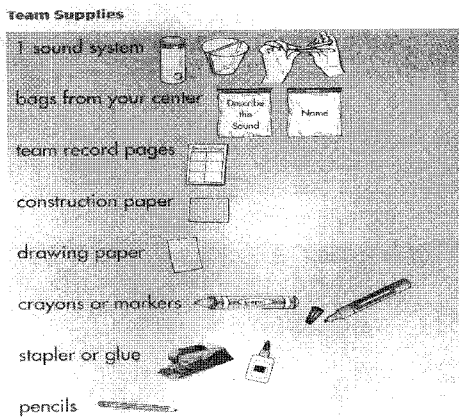 Team Supplies
1 sound system
bags from your center
Describe
the
Sound
Name
team record pages
construction paper
drawing paper
crayons or markers
stapler or glue
pencils